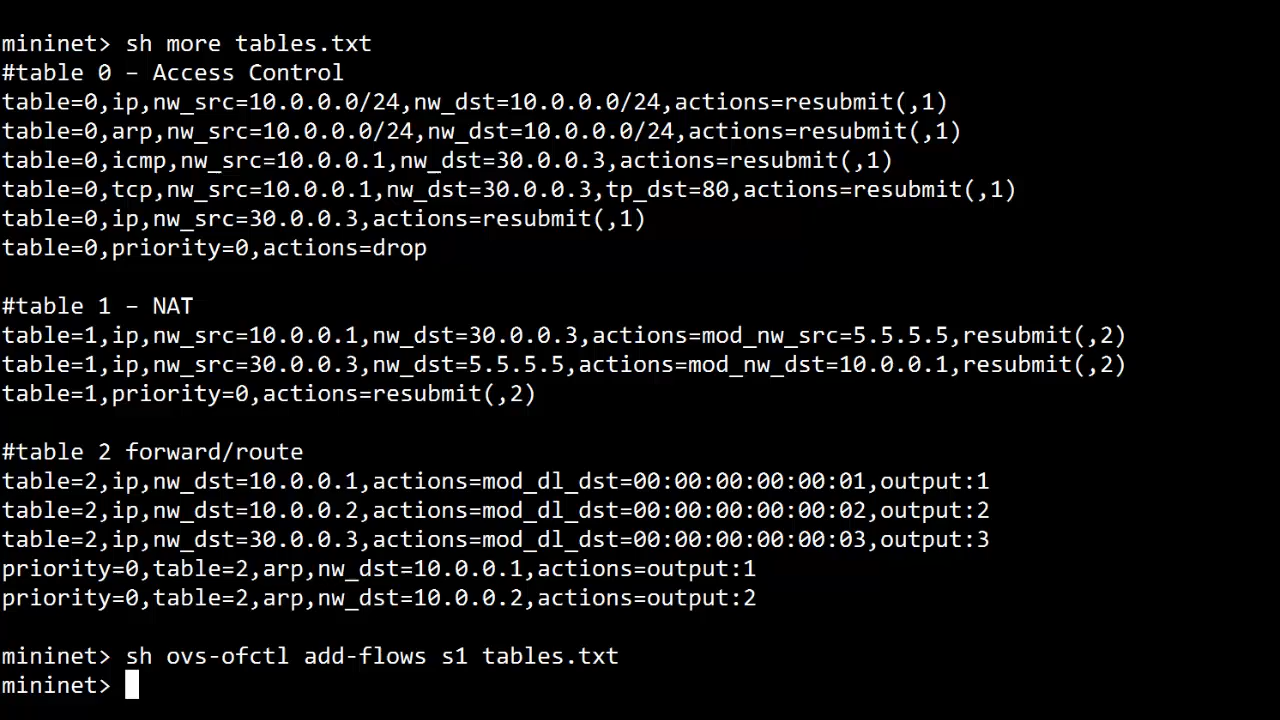 mininet> sh more tables.txt
#table 0 – Access Control
table=0,ip,nw_src=10.0.0.0/24,nw_dst=10.0.0.0/24,actions=resubmit(,1)
table=0,arp,nw_src=10.0.0.0/24,nw_dst=10.0.0.0/24,actions=resubmit(,1)
table=0,icmp,nw_src=10.0.0.1,nw_dst=30.0.0.3,actions=resubmit(,1)
table=0,tcp,nw_src=10.0.0.1,nw_dst=30.0.0.3,tp_dst=80,actions=resubmit(,1)
table=0,ip,nw_src=30.0.0.3,actions=resubmit(,1)
table=0,priority=0,actions=drop
#table 1 – NAT
table=1,ip,nw_src=10.0.0.1,nw_dst=30.0.0.3,actions=mod_nw_src=5.5.5.5,resubmit(,2)
table=1,ip,nw_src=30.0.0.3,nw_dst=5.5.5.5,actions=mod_nw_dst=10.0.0.1,resubmit(,2)
table=1,priority=0,actions=resubmit(,2)
#table 2 forward/route
table=2,ip,nw_dst=10.0.0.1,actions=mod_dl_dst=00:00:00:00:00:01,output:1
table=2,ip,nw_dst=10.0.0.2,actions=mod_dl_dst=00:00:00:00:00:02,output:2
table=2,ip,nw_dst=30.0.0.3,actions=mod_dl_dst=00:00:00:00:00:03,output:3
priority=0,table=2,arp,nw_dst=10.0.0.1,actions=output:1
priority=0,table=2,arp,nw_dst=10.0.0.2,actions=output:2
mininet> sh ovs-ofctl add-flows s1 tables.txt
mininet>